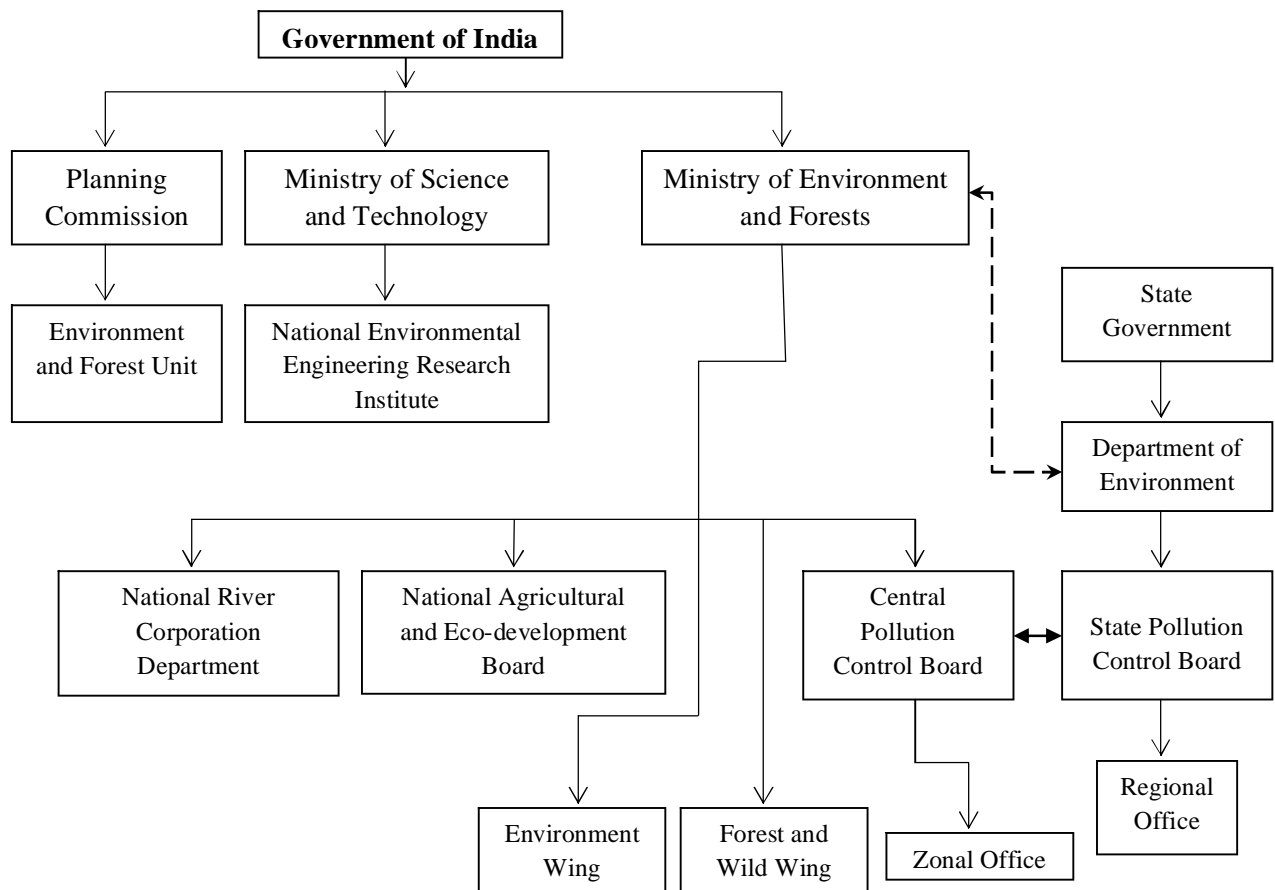 Government of India
Planning
Commission
Ministry of Science
and Technology
Ministry of Environment
and Forests
State
Government
Environment
and Forest Unit
National Environmental
Engineering Research
Institute
Department of
Environment
National River
Corporation
Department
National Agricultural
and Eco-development
Board
Central
Pollution
Control Board
State Pollution
Control Board
Regional
Office
Environment
Wing
Forest and
Wild Wing
Zonal Office